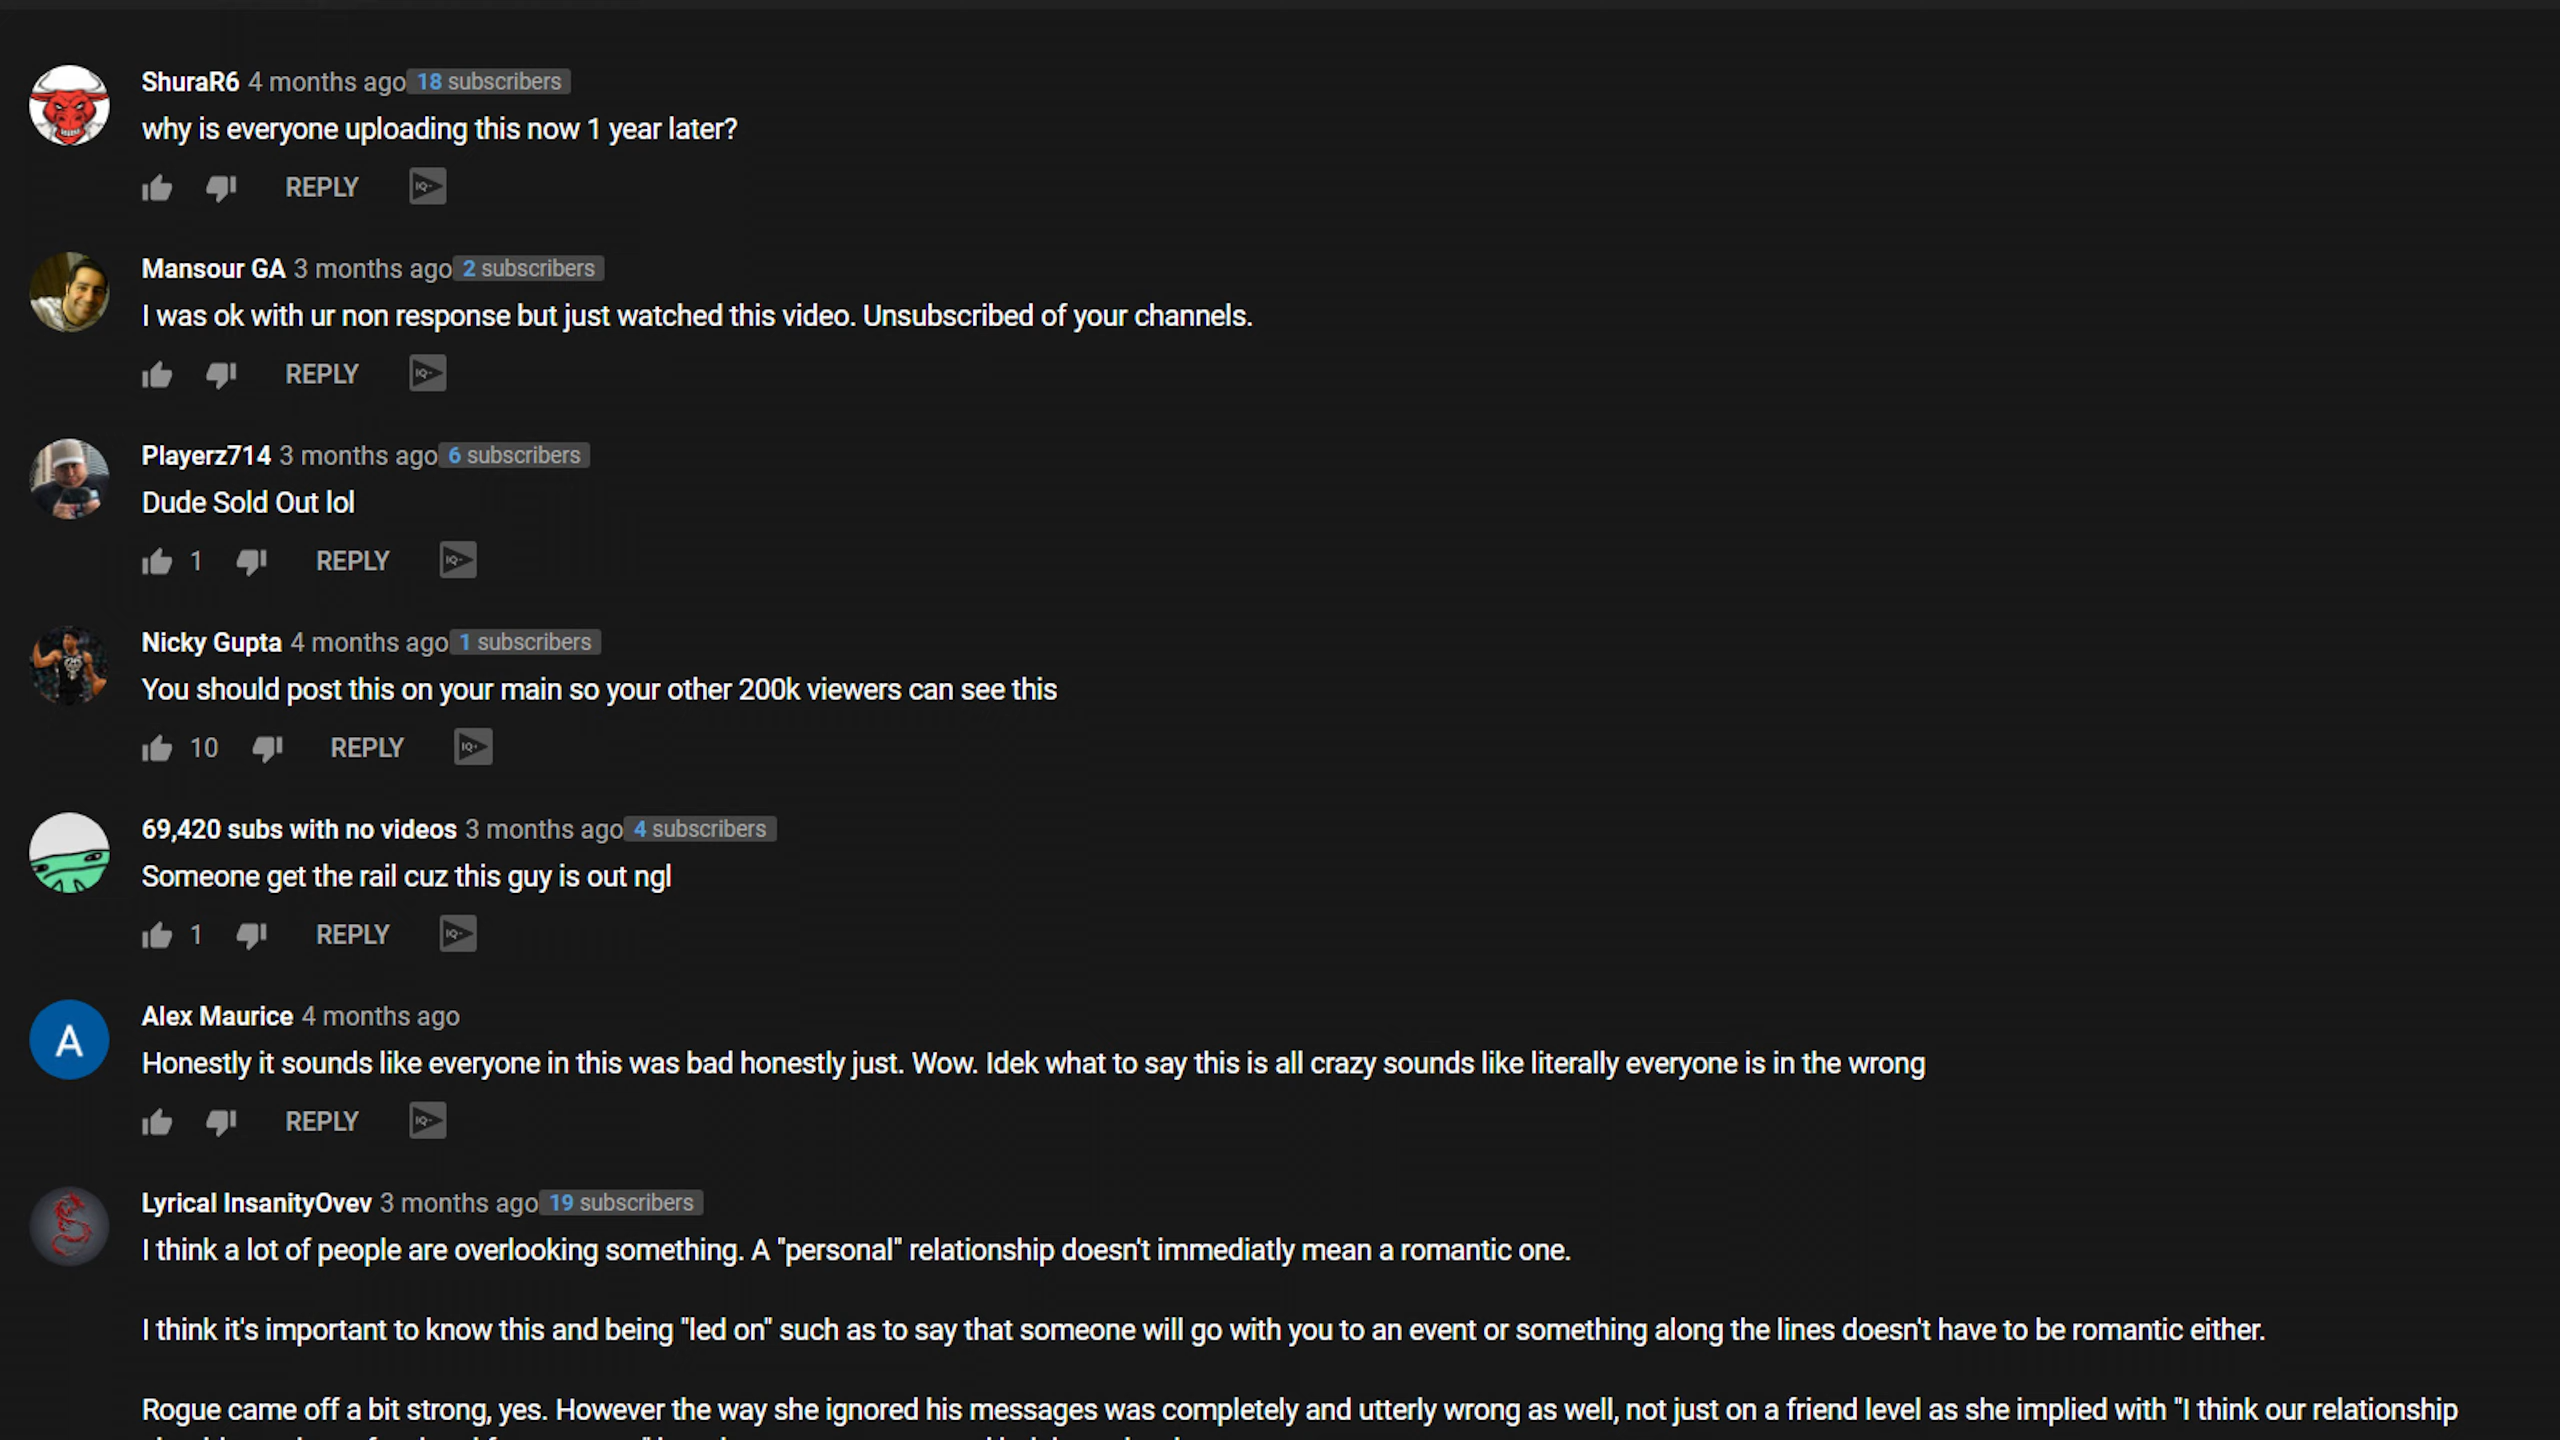 ShuraR6 4 months ago 18 subscribers
why is everyone uploading this now 1 year later?
REPLY IQ
Mansour GA 3 months ago 2 subscribers
I was ok with ur non response but just watched this video. Unsubscribed of your channels.
REPLY IQ
Playerz714 3 months ago 6 subscribers
Dude Sold Out lol
1 REPLY IQ
Nicky Gupta 4 months ago 1 subscribers
You should post this on your main so your other 200k viewers can see this
10 REPLY IQ
69,420 subs with no videos 3 months ago 4 subscribers
Someone get the rail cuz this guy is out ngl
1 REPLY IQ
A
Alex Maurice 4 months ago
Honestly it sounds like everyone in this was bad honestly just. Wow. Idek what to say this is all crazy sounds like literally everyone is in the wrong
REPLY IQ
Lyrical InsanityOvev 3 months ago 19 subscribers
I think a lot of people are overlooking something. A "personal" relationship doesn't immediatly mean a romantic one.
I think it's important to know this and being "led on" such as to say that someone will go with you to an event or something along the lines doesn't have to be romantic either.
Rogue came off a bit strong, yes. However the way she ignored his messages was completely and utterly wrong as well, not just on a friend level as she implied with "I think our relationship